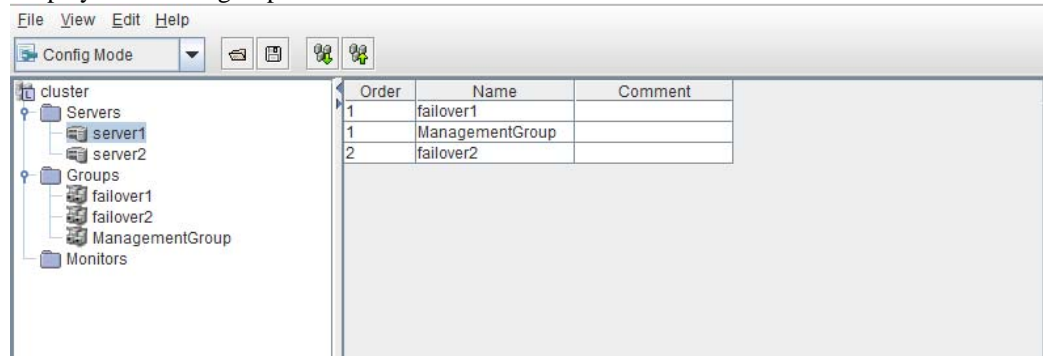 File View Edit Help
Config Mode
cluster
Servers
server1
server2
Groups
failover1
failover2
ManagementGroup
Monitors
Order Name Comment
1 failover1
1 ManagementGroup
2 failover2